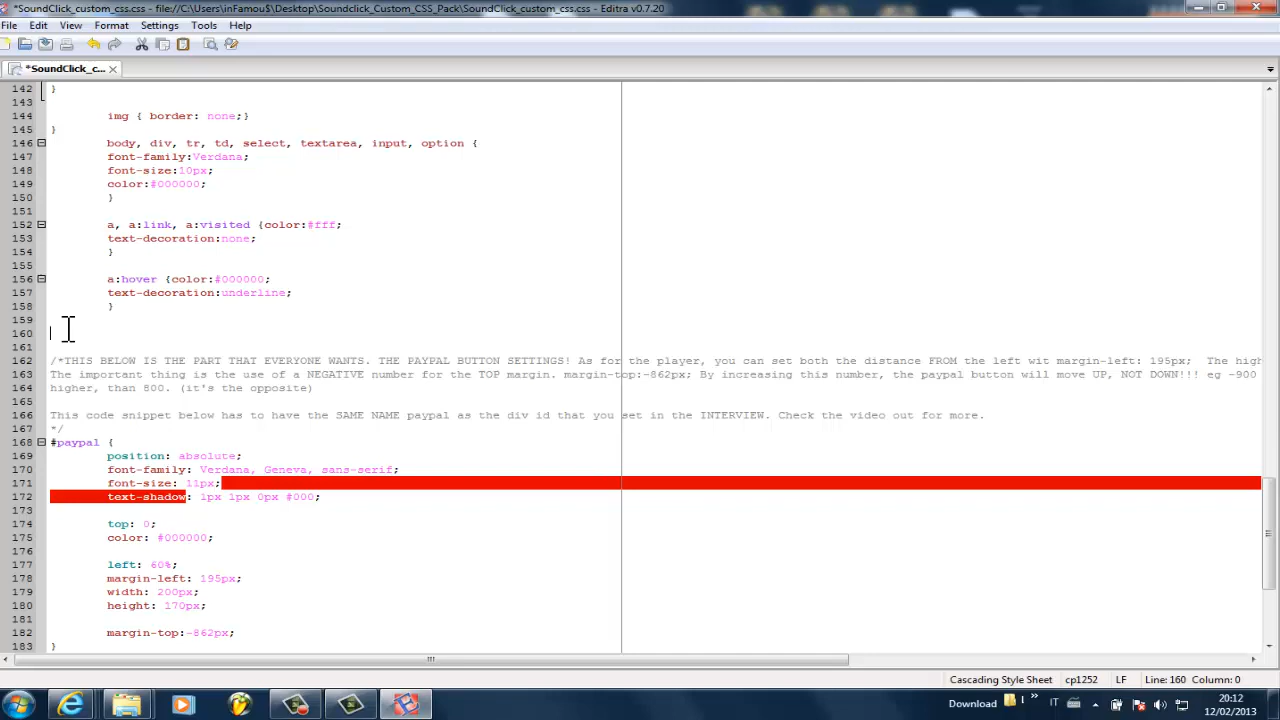 *SoundClick_custom_css.css - file://C:\Users\inFamou$\Desktop\Soundclick_Custom_CSS_Pack\SoundClick_custom_css.css - Editra v0.7.20
File Edit View Format Settings Tools Help
*SoundClick_c...
142 }
143
144 img { border: none;}
145 }
146 body, div, tr, td, select, textarea, input, option {
147 font-family:Verdana;
148 font-size:10px;
149 color:#000000;
150 }
151
152 a, a:link, a:visited {color:#fff;
153 text-decoration:none;
154 }
155
156 a:hover {color:#000000;
157 text-decoration:underline;
158 }
159
160
161
162 /*THIS BELOW IS THE PART THAT EVERYONE WANTS. THE PAYPAL BUTTON SETTINGS! As for the player, you can set both the distance FROM the left wit margin-left: 195px; The hig
163 The important thing is the use of a NEGATIVE number for the TOP margin. margin-top:-862px; By increasing this number, the paypal button will move UP, NOT DOWN!!! eg -900
164 higher, than 800. (it's the opposite)
165
166 This code snippet below has to have the SAME NAME paypal as the div id that you set in the INTERVIEW. Check the video out for more.
167 */
168 #paypal {
169 position: absolute;
170 font-family: Verdana, Geneva, sans-serif;
171 font-size: 11px;
172 text-shadow: 1px 1px 0px #000;
173
174 top: 0;
175 color: #000000;
176
177 left: 60%;
178 margin-left: 195px;
179 width: 200px;
180 height: 170px;
181
182 margin-top:-862px;
183 }
Cascading Style Sheet cp1252 LF Line: 160 Column: 0
Download IT 20:12
12/02/2013